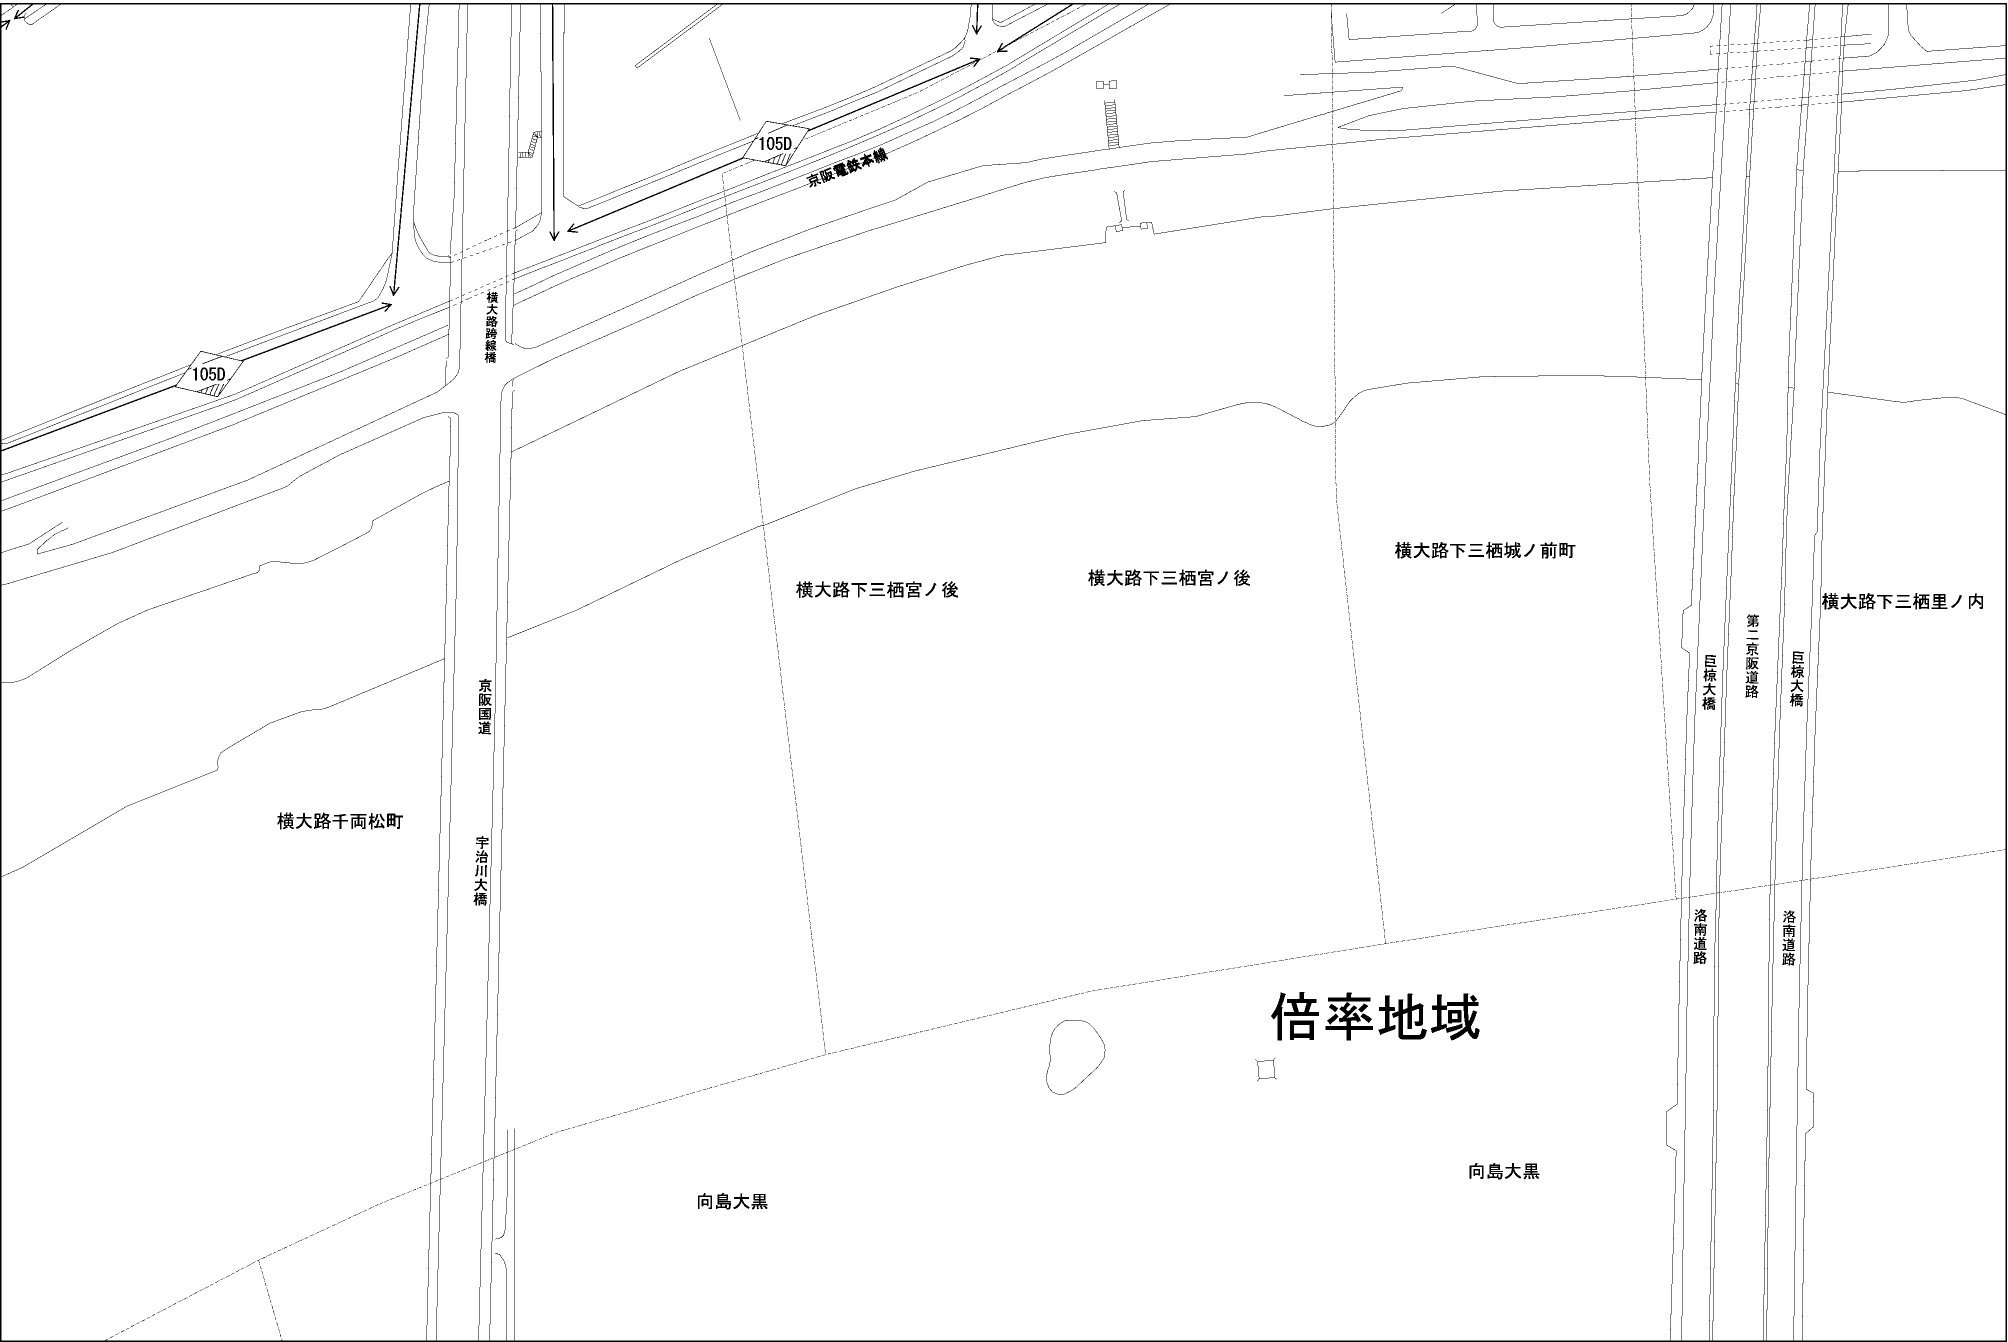 105D
京阪電鉄本線
横大路跨線橋
105D
横大路下三栖城ノ前町
横大路下三栖宮ノ後
横大路下三栖宮ノ後
横大路下三栖里ノ内
第二京阪道路
巨椋大橋
巨椋大橋
京阪国道
横大路千両松町
宇治川大橋
洛南道路
洛南道路
倍率地域
向島大黒
向島大黒